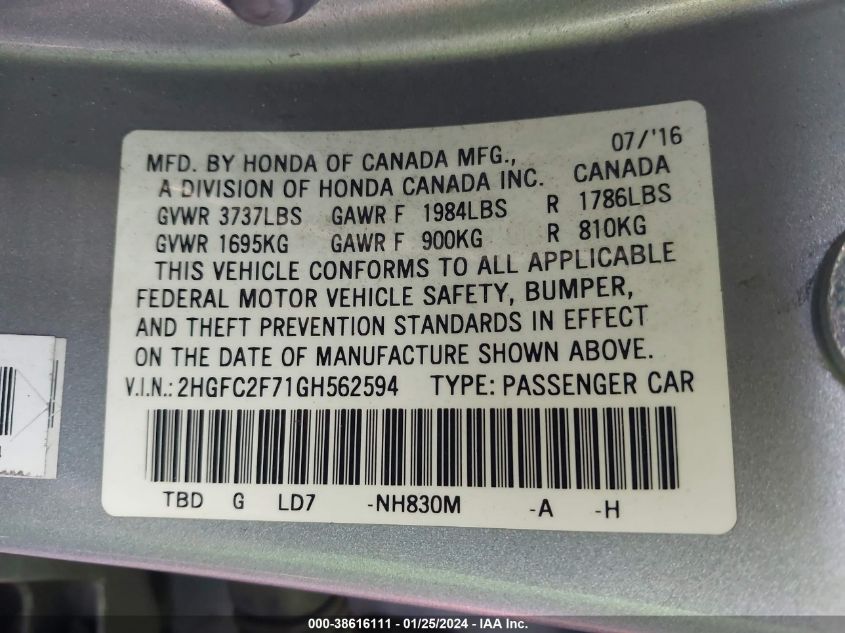 07/'16
MFD. BY HONDA OF CANADA MFG.,
A DIVISION OF HONDA CANADA INC. CANADA
GVWR 3737LBS GAWR F 1984LBS R 1786LBS
GVWR 1695KG GAWR F 900KG R 810KG
THIS VEHICLE CONFORMS TO ALL APPLICABLE
FEDERAL MOTOR VEHICLE SAFETY, BUMPER,
AND THEFT PREVENTION STANDARDS IN EFFECT
ON THE DATE OF MANUFACTURE SHOWN ABOVE.
V.I.N.: 2HGFC2F71GH562594 TYPE: PASSENGER CAR
TBD G LD7 -NH830M -A -H
000-38616111 - 01/25/2024 - IAA Inc.